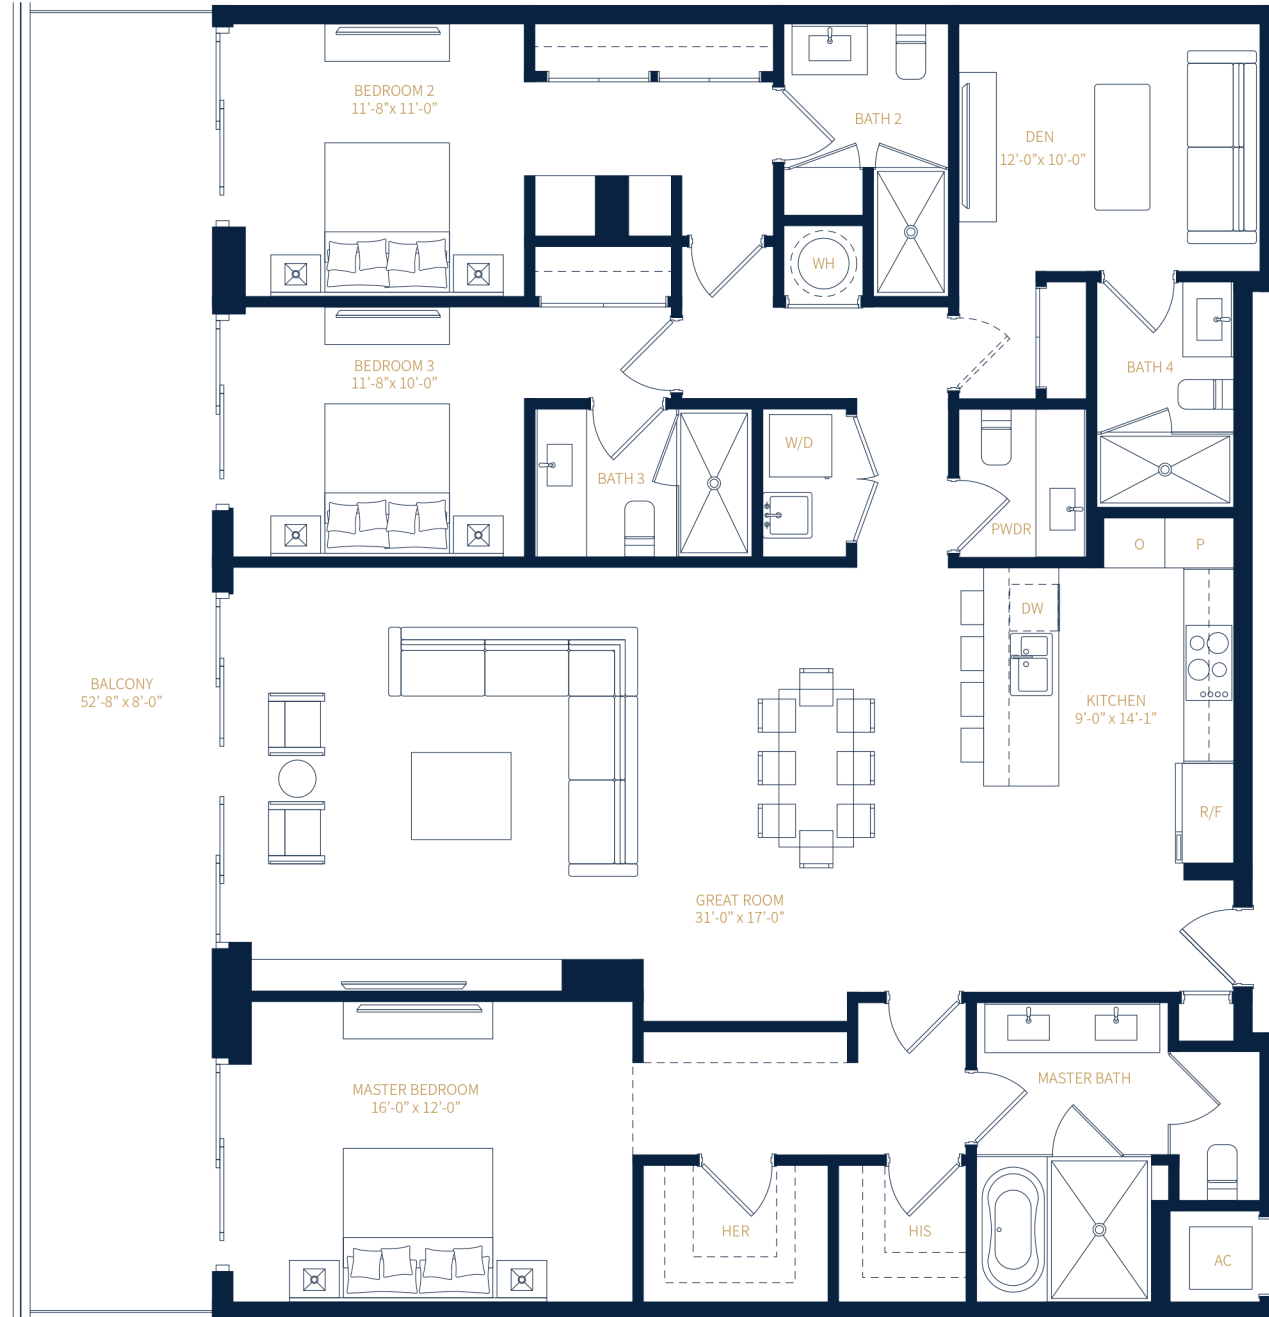 BEDROOM 2
11'-8"x 11'-0"
BATH 2
DEN
12'-0"x 10'-0"
WH
BEDROOM 3
11'-8"x 10'-0"
BATH 4
W/D
BATH 3
PWDR
O
P
DW
BALCONY
52'-8" x 8'-0"
KITCHEN
9'-0" x 14'-1"
R/F
GREAT ROOM
31'-0" x 17'-0"
MASTER BEDROOM
16'-0" x 12'-0"
MASTER BATH
HER
HIS
AC